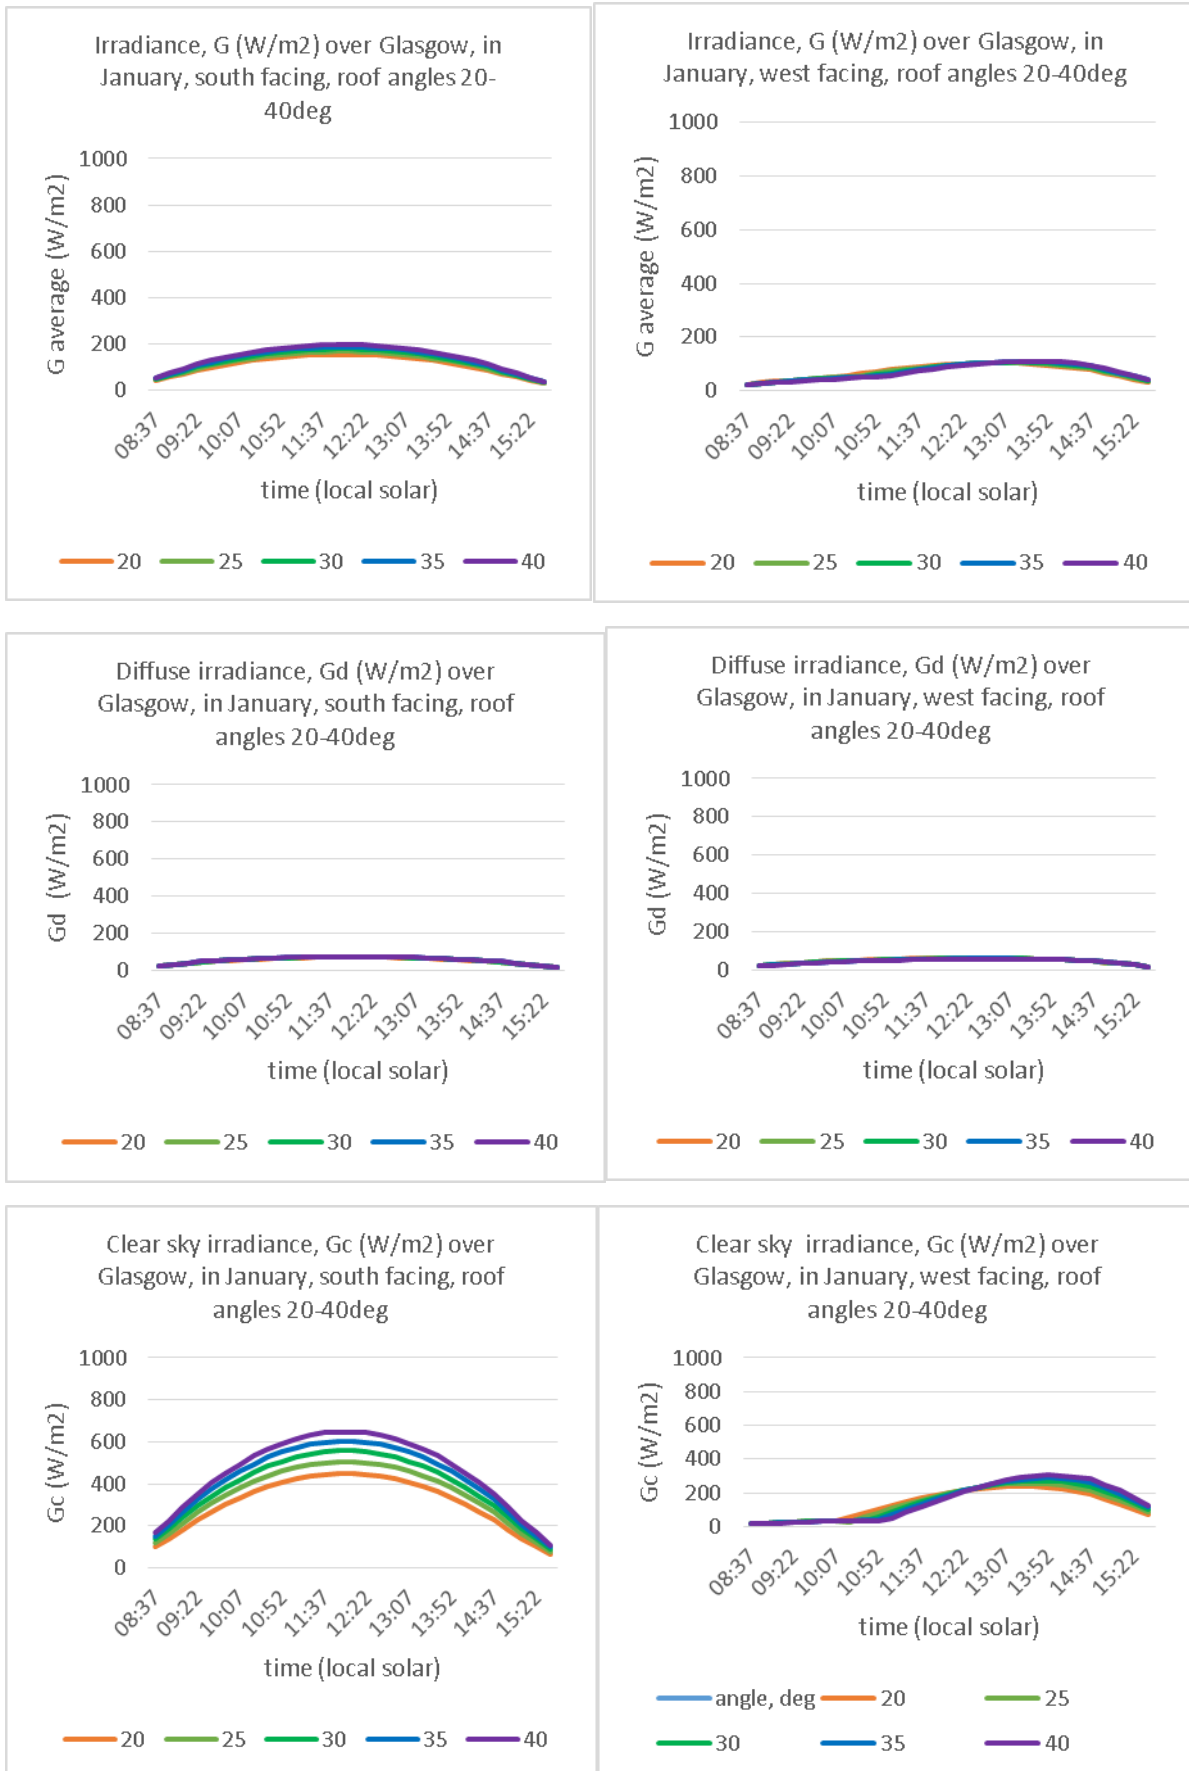 Irradiance, G (W/m2) over Glasgow, in
January, south facing, roof angles 20-
40deg
G average (W/m2)
1000
800
600
400
200
0
08:37 09:22 10:07 10:52 11:37 12:22 13:07 13:52 14:37 15:22
time (local solar)
20 25 30 35 40
Irradiance, G (W/m2) over Glasgow, in
January, west facing, roof angles 20-40deg
G average (W/m2)
1000
800
600
400
200
0
08:37 09:22 10:07 10:52 11:37 12:22 13:07 13:52 14:37 15:22
time (local solar)
20 25 30 35 40
Diffuse irradiance, Gd (W/m2) over
Glasgow, in January, south facing, roof
angles 20-40deg
Gd (W/m2)
1000
800
600
400
200
0
08:37 09:22 10:07 10:52 11:37 12:22 13:07 13:52 14:37 15:22
time (local solar)
20 25 30 35 40
Diffuse irradiance, Gd (W/m2) over
Glasgow, in January, west facing, roof
angles 20-40deg
Gd (W/m2)
1000
800
600
400
200
0
08:37 09:22 10:07 10:52 11:37 12:22 13:07 13:52 14:37 15:22
time (local solar)
20 25 30 35 40
Clear sky irradiance, Gc (W/m2) over
Glasgow, in January, south facing, roof
angles 20-40deg
Gc (W/m2)
1000
800
600
400
200
0
08:37 09:22 10:07 10:52 11:37 12:22 13:07 13:52 14:37 15:22
time (local solar)
20 25 30 35 40
Clear sky irradiance, Gc (W/m2) over
Glasgow, in January, west facing, roof
angles 20-40deg
Gc (W/m2)
1000
800
600
400
200
0
08:37 09:22 10:07 10:52 11:37 12:22 13:07 13:52 14:37 15:22
time (local solar)
angle, deg 20 25
30 35 40